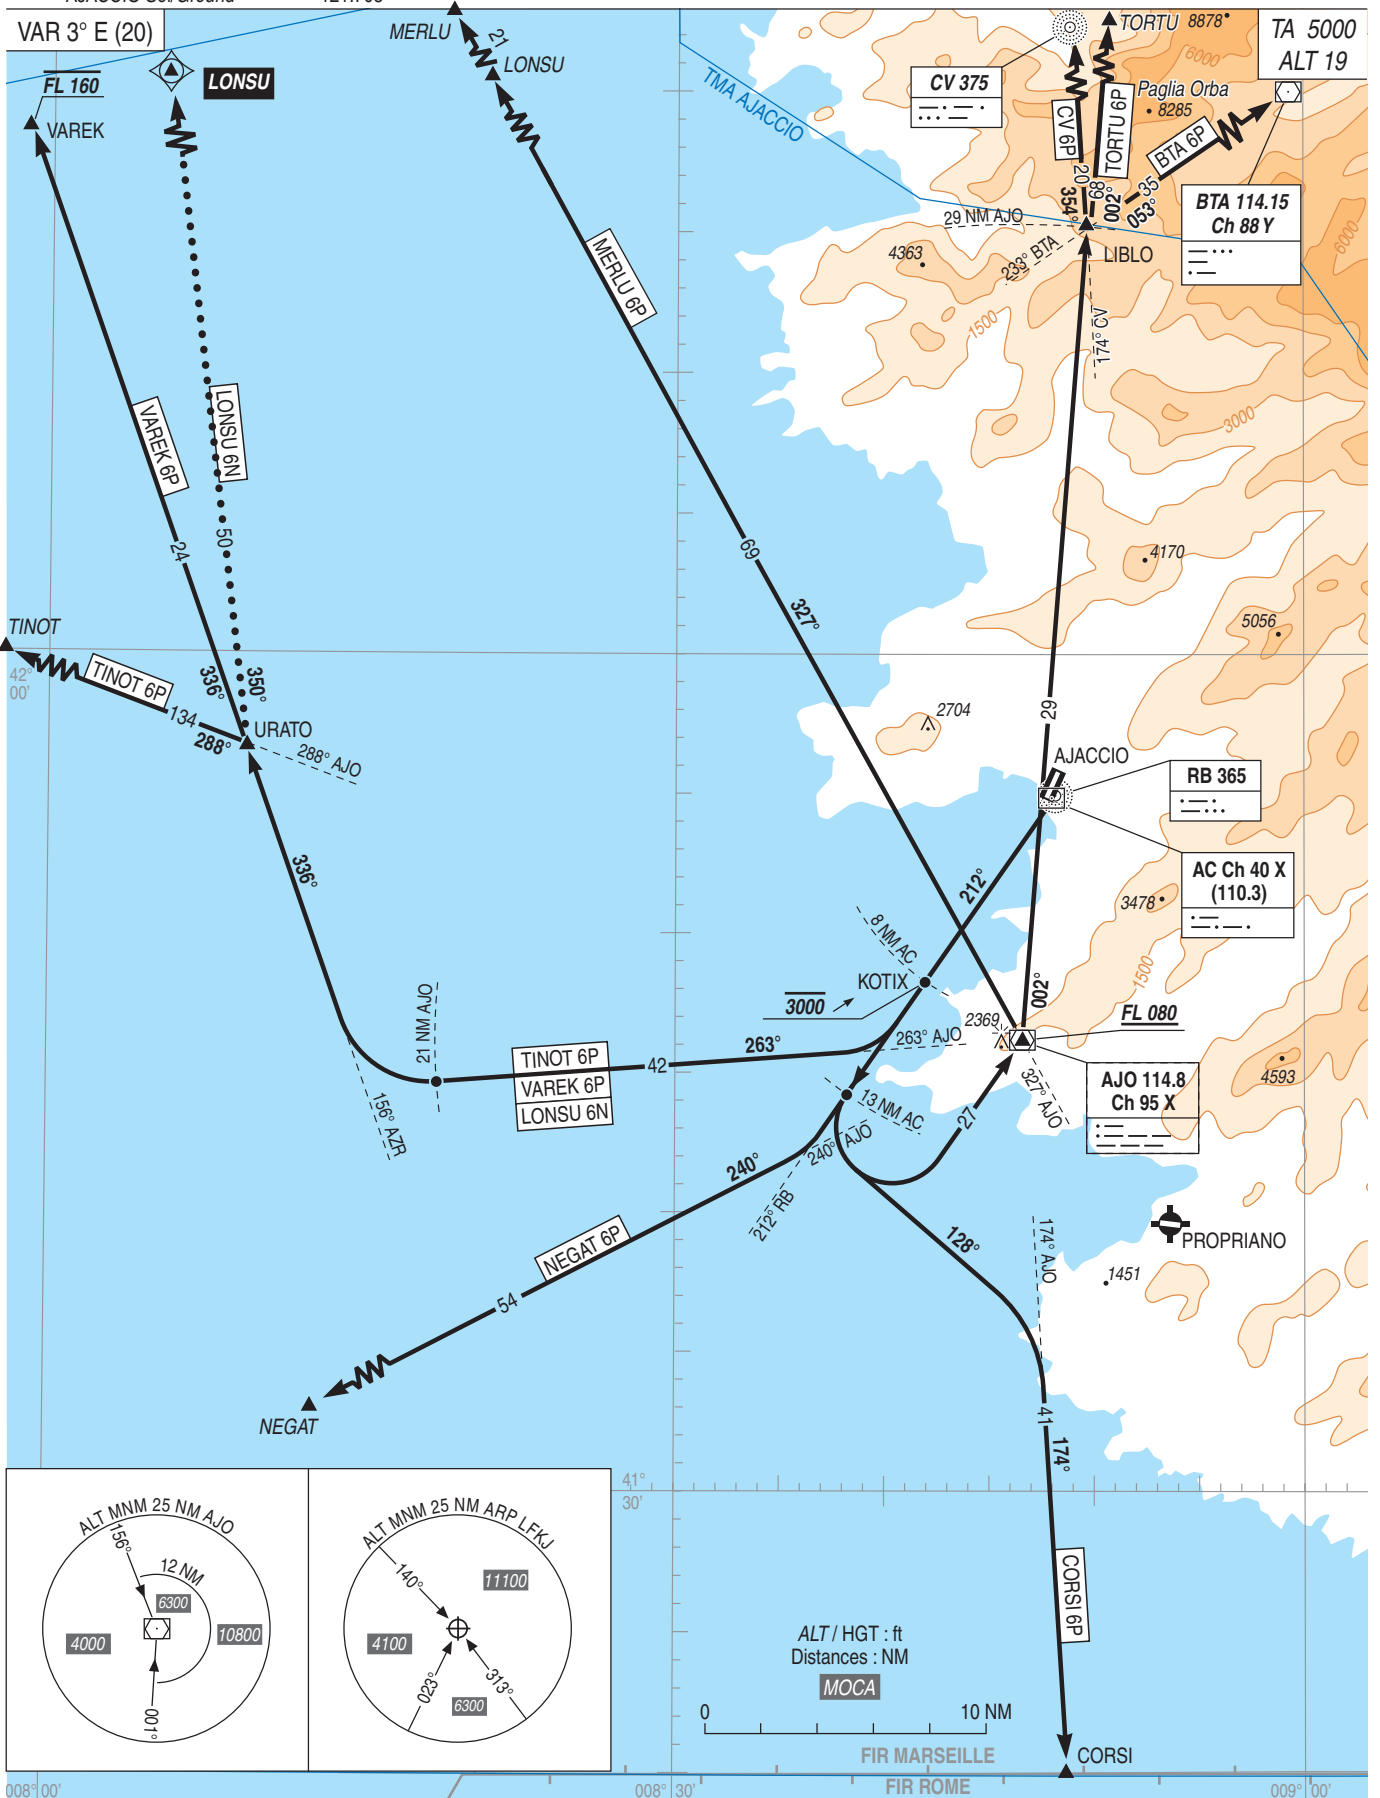 AJACCIO Sol/Ground 121.705
VAR 3° E (20)
MERLU
21
LONSU
TORTU
8878
6000
TA 5000
ALT 19
FL 160
LONSU
VAREK
TMA AJACCIO
CV 375
Paglia Orba
8285
CV 6P
TORTU 6P
BTA 6P
20
68
35
354°
002°
053°
BTA 114.15
Ch 88 Y
6000
29 NM AJO
233° BTA
LIBLO
4363
1500
174° CV
MERLU 6P
3000
VAREK 6P
LONSU 6N
24
50
69
327°
4170
5056
TINOT
42°
00'
TINOT 6P
134
288°
336°
350°
URATO
288° AJO
2704
29
AJACCIO
RB 365
336°
212°
AC Ch 40 X
(110.3)
3478
8 NM AC
KOTIX
3000
1500
21 NM AJO
002°
2369
FL 080
263° AJO
263°
TINOT 6P
VAREK 6P
LONSU 6N
42
AJO 114.8
Ch 95 X
4593
327° AJO
156° AZR
13 NM AC
27
240° AJO
240°
212° RB
128°
174° AJO
PROPRIANO
1451
NEGAT 6P
54
NEGAT
41
174°
41°
30'
ALT MNM 25 NM AJO
156°
12 NM
6300
4000
10800
001°
ALT MNM 25 NM ARP LFKJ
140°
11100
4100
023°
313°
6300
CORSI 6P
ALT / HGT : ft
Distances : NM
MOCA
0
10 NM
FIR MARSEILLE
CORSI
FIR ROME
008° 00'
008° 30'
009° 00'